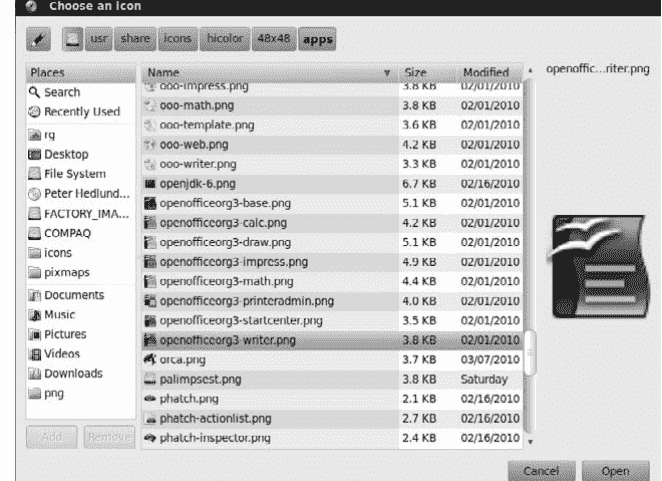 Choose an Icon
usr share icons hicolor 48x48 apps
Places
Search
Recently Used
rg
Desktop
File System
Peter Hedlund...
FACTORY_IMA...
COMPAQ
icons
pixmaps
Documents
Music
Pictures
Videos
Downloads
png
Add Remove
Name Size Modified
ooo-impress.png 3.8 KB 02/01/2010
ooo-math.png 3.8 KB 02/01/2010
ooo-template.png 3.6 KB 02/01/2010
ooo-web.png 4.2 KB 02/01/2010
ooo-writer.png 3.3 KB 02/01/2010
openjdk-6.png 6.7 KB 02/16/2010
openofficeorg3-base.png 5.1 KB 02/01/2010
openofficeorg3-calc.png 4.2 KB 02/01/2010
openofficeorg3-draw.png 5.1 KB 02/01/2010
openofficeorg3-impress.png 4.9 KB 02/01/2010
openofficeorg3-math.png 4.4 KB 02/01/2010
openofficeorg3-printeradmin.png 4.0 KB 02/01/2010
openofficeorg3-startcenter.png 3.5 KB 02/01/2010
openofficeorg3-writer.png 3.8 KB 02/01/2010
orca.png 3.7 KB 03/07/2010
palimpsest.png 3.8 KB Saturday
phatch.png 2.1 KB 02/16/2010
phatch-actionlist.png 2.7 KB 02/16/2010
phatch-inspector.png 2.4 KB 02/16/2010
openoffic...riter.png
Cancel Open